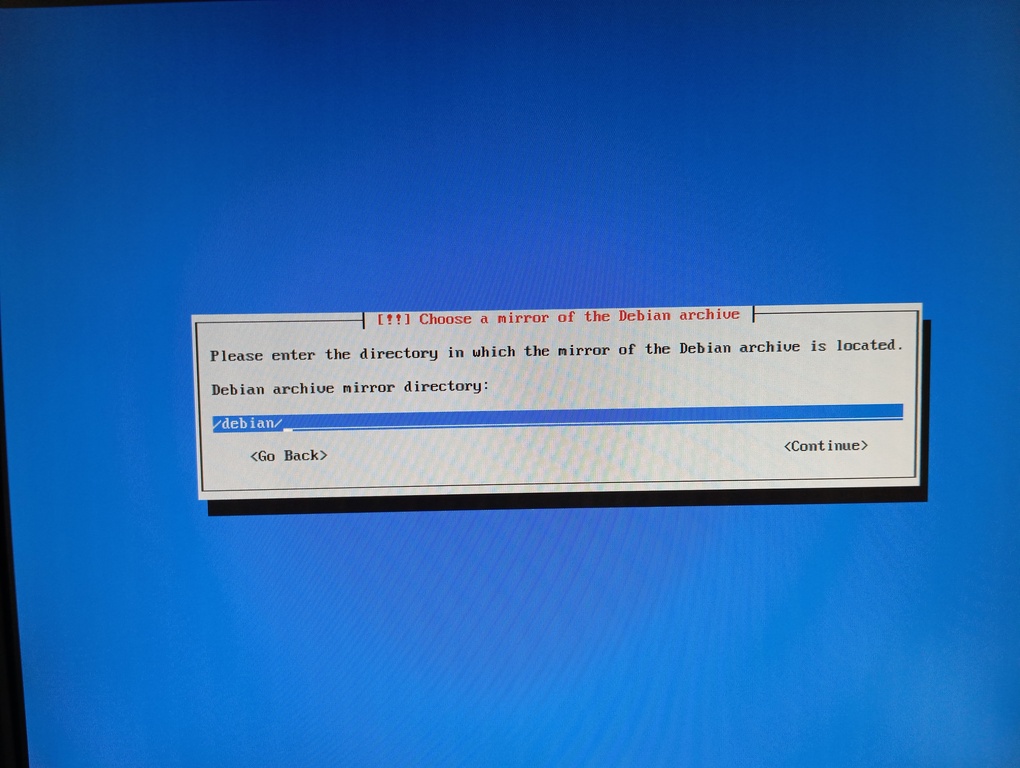 [!!] Choose a mirror of the Debian archive
Please enter the directory in which the mirror of the Debian archive is located.
Debian archive mirror directory:
/debian/
<Go Back>
<Continue>